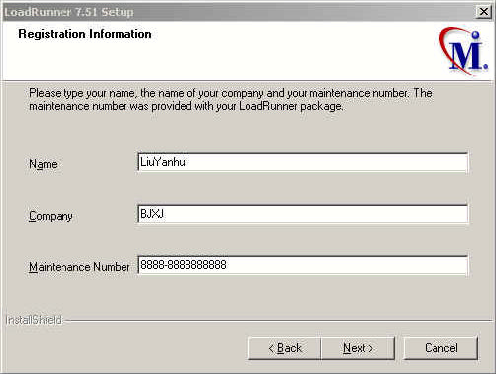 LoadRunner 7.51 Setup
Registration Information
M.
Please type your name, the name of your company and your maintenance number. The
maintenance number was provided with your LoadRunner package.
Name
LiuYanhu
Company
BJXJ
Maintenance Number
8888-8883888888
InstallShield
< Back
Next >
Cancel